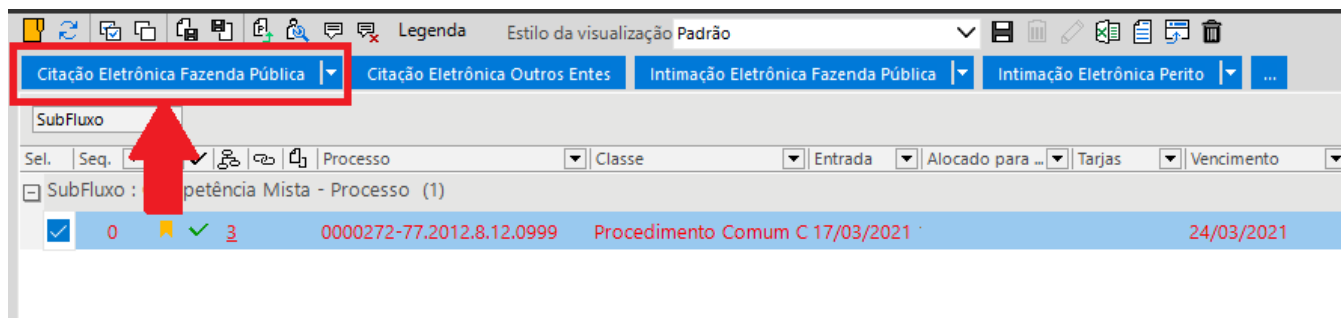 Legenda Estilo da visualização Padrão
Citação Eletrônica Fazenda Pública Citação Eletrônica Outros Entes Intimação Eletrônica Fazenda Pública Intimação Eletrônica Perito ...
SubFluxo
Sel. Seq. Processo Classe Entrada Alocado para ... Tarjas Vencimento
SubFluxo : petência Mista - Processo (1)
0 3 0000272-77.2012.8.12.0999 Procedimento Comum C 17/03/2021 24/03/2021